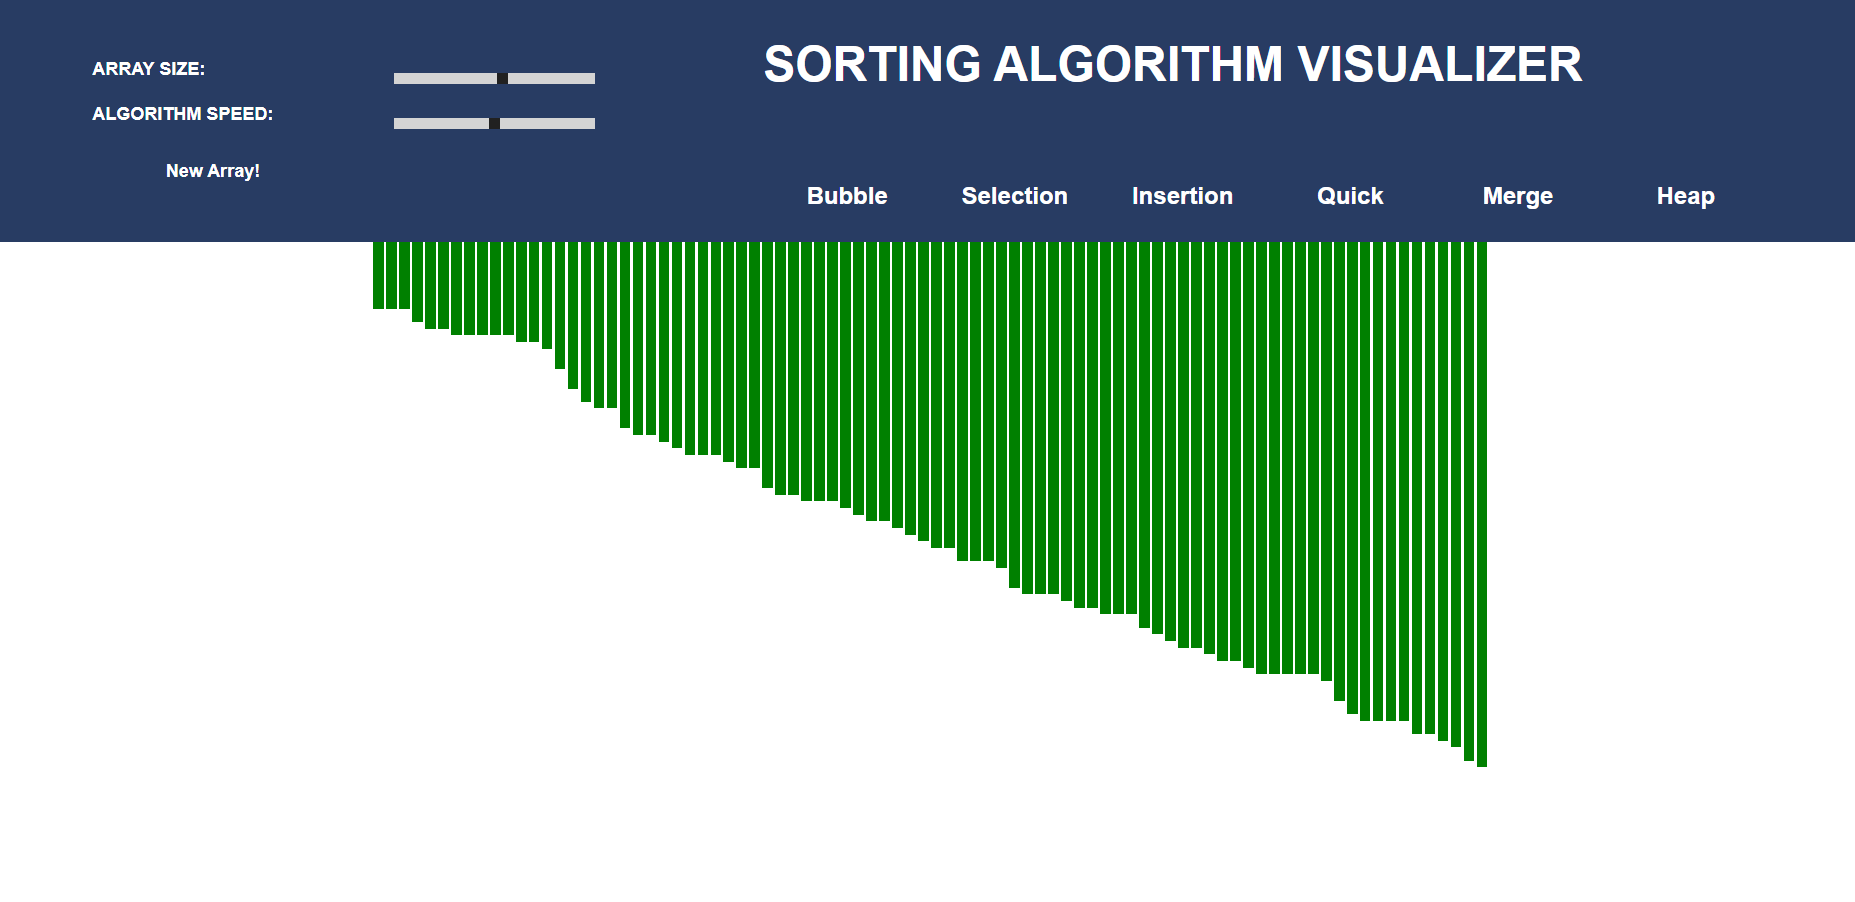 ARRAY SIZE:
ALGORITHM SPEED:
New Array!
SORTING ALGORITHM VISUALIZER
Bubble Selection Insertion Quick Merge Heap